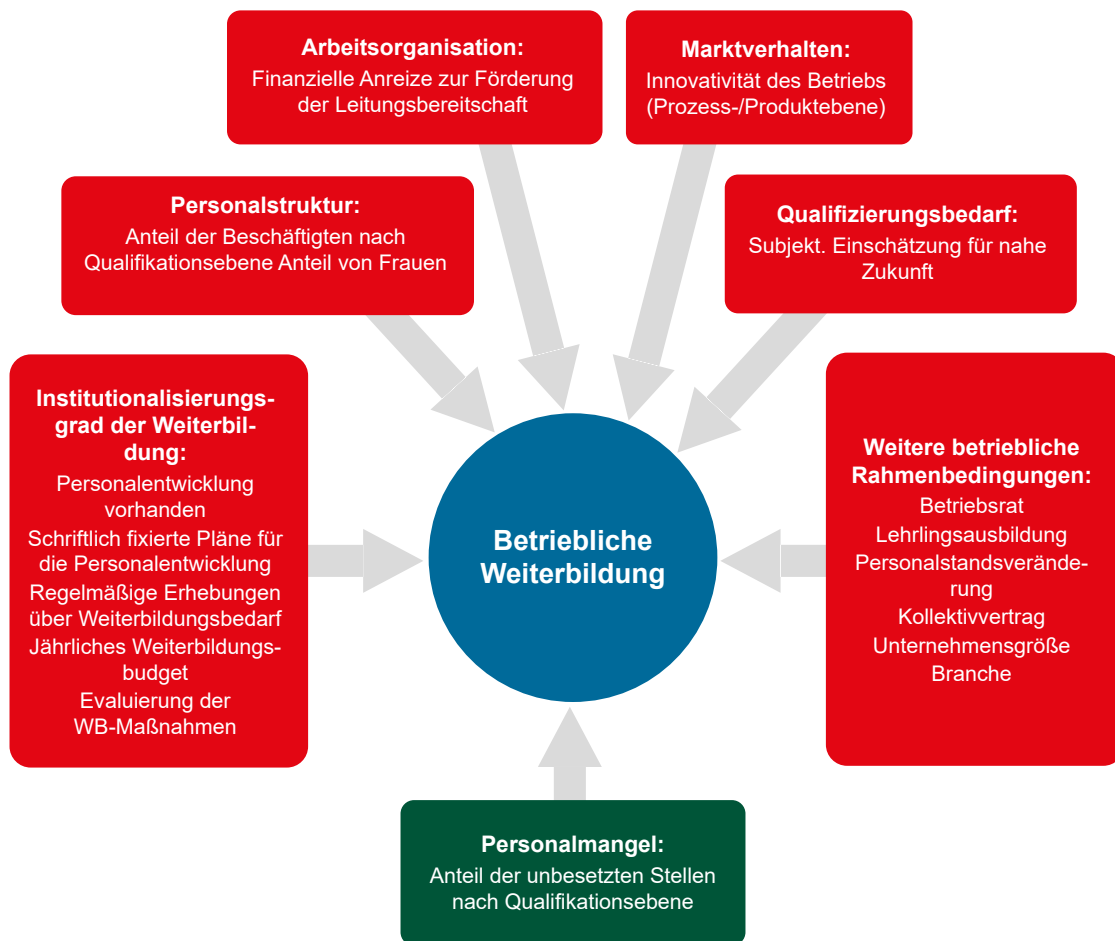 Arbeitsorganisation:
Finanzielle Anreize zur Förderung
der Leitungsbereitschaft
Marktverhalten:
Innovativität des Betriebs
(Prozess-/Produktebene)
Personalstruktur:
Anteil der Beschäftigten nach
Qualifikationsebene Anteil von Frauen
Qualifizierungsbedarf:
Subjekt. Einschätzung für nahe
Zukunft
Institutionalisierungs-
grad der Weiterbil-
dung:
Personalentwicklung
vorhanden
Schriftlich fixierte Pläne für
die Personalentwicklung
Regelmäßige Erhebungen
über Weiterbildungsbedarf
Jährliches Weiterbildungs-
budget
Evaluierung der
WB-Maßnahmen
Betriebliche
Weiterbildung
Weitere betriebliche
Rahmenbedingungen:
Betriebsrat
Lehrlingsausbildung
Personalstandsverände-
rung
Kollektivvertrag
Unternehmensgröße
Branche
Personalmangel:
Anteil der unbesetzten Stellen
nach Qualifikationsebene